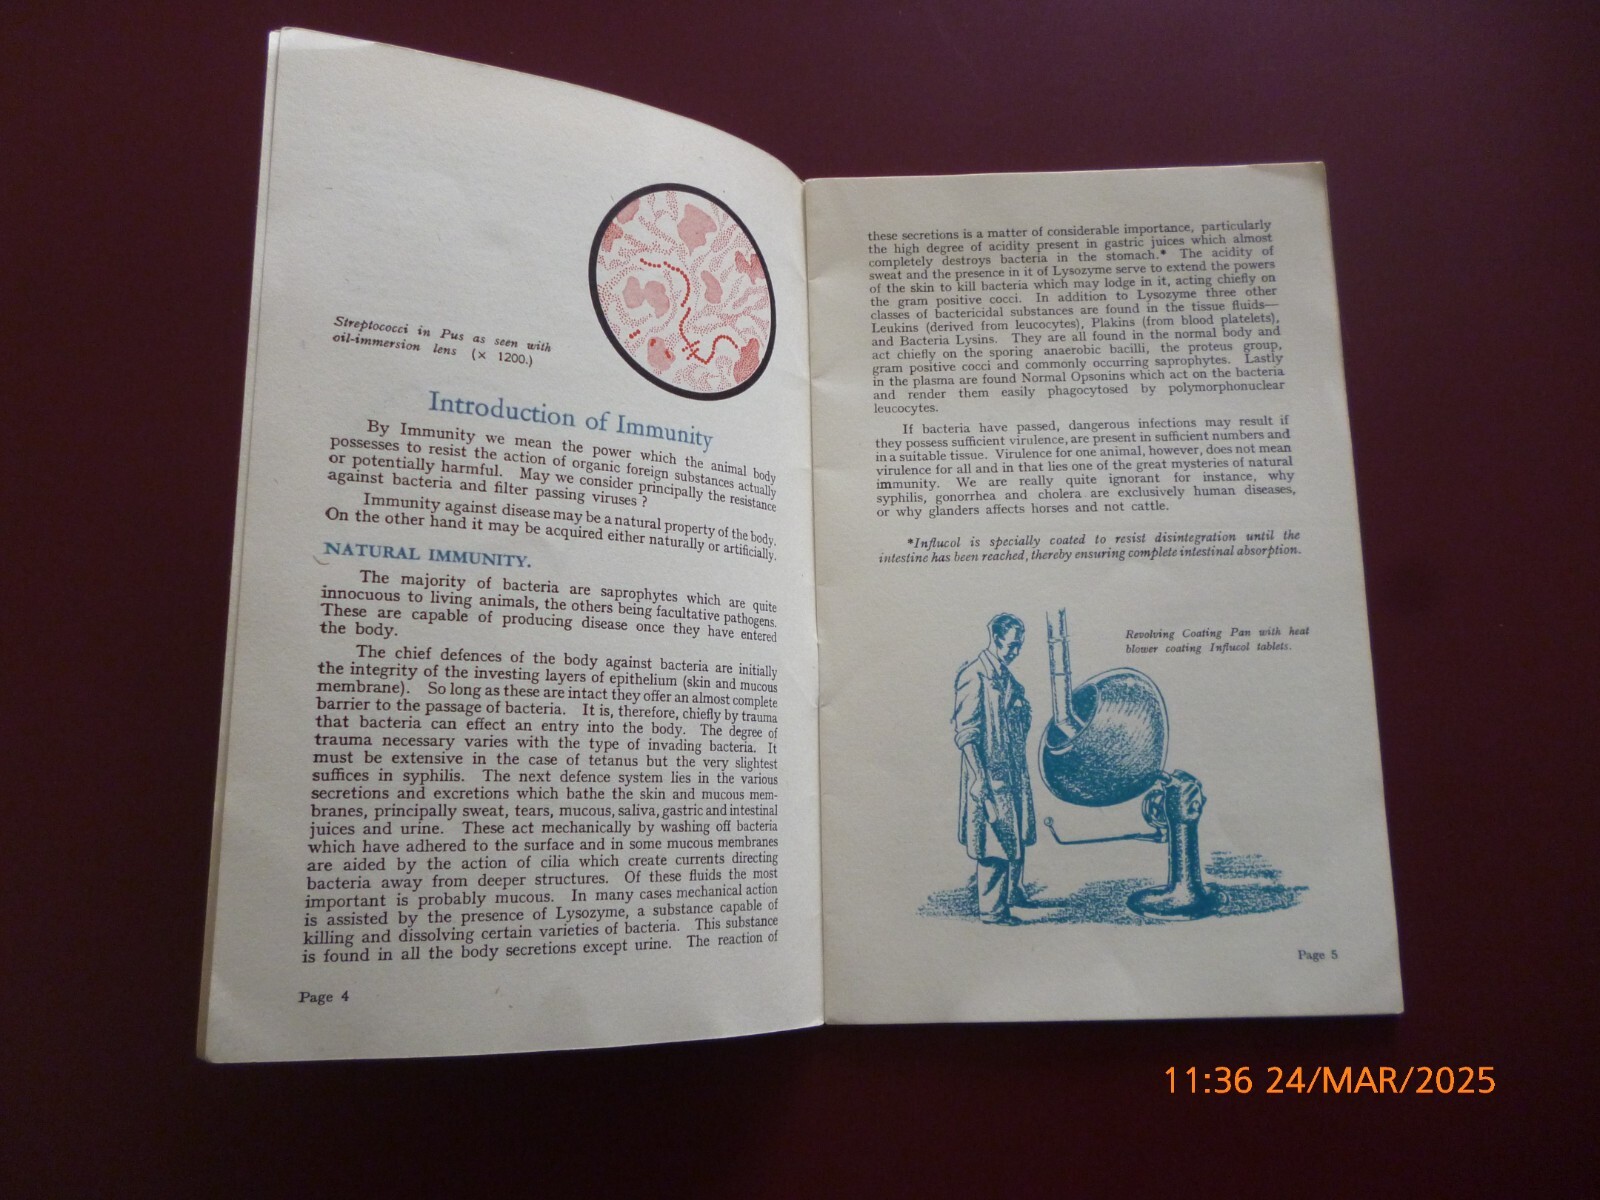 Streptococci in Pus as seen with
oil-immersion lens (× 1200.)
Introduction of Immunity
By Immunity we mean the power which the animal body
possesses to resist the action of organic foreign substances actually
or potentially harmful. May we consider principally the resistance
against bacteria and filter passing viruses ?
Immunity against disease may be a natural property of the body.
On the other hand it may be acquired either naturally or artificially.
NATURAL IMMUNITY.
The majority of bacteria are saprophytes which are quite
innocuous to living animals, the others being facultative pathogens.
These are capable of producing disease once they have entered
the body.
The chief defences of the body against bacteria are initially
the integrity of the investing layers of epithelium (skin and mucous
membrane). So long as these are intact they offer an almost complete
barrier to the passage of bacteria. It is, therefore, chiefly by trauma
that bacteria can effect an entry into the body. The degree of
trauma necessary varies with the type of invading bacteria. It
must be extensive in the case of tetanus but the very slightest
suffices in syphilis. The next defence system lies in the various
secretions and excretions which bathe the skin and mucous mem-
branes, principally sweat, tears, mucous, saliva, gastric and intestinal
juices and urine. These act mechanically by washing off bacteria
which have adhered to the surface and in some mucous membranes
are aided by the action of cilia which create currents directing
bacteria away from deeper structures. Of these fluids the most
important is probably mucous. In many cases mechanical action
is assisted by the presence of Lysozyme, a substance capable of
killing and dissolving certain varieties of bacteria. This substance
is found in all the body secretions except urine. The reaction of
Page 4
these secretions is a matter of considerable importance, particularly
the high degree of acidity present in gastric juices which almost
completely destroys bacteria in the stomach.* The acidity of
sweat and the presence in it of Lysozyme serve to extend the powers
of the skin to kill bacteria which may lodge in it, acting chiefly on
the gram positive cocci. In addition to Lysozyme three other
classes of bactericidal substances are found in the tissue fluids—
Leukins (derived from leucocytes), Plakins (from blood platelets),
and Bacteria Lysins. They are all found in the normal body and
act chiefly on the sporing anaerobic bacilli, the proteus group,
gram positive cocci and commonly occurring saprophytes. Lastly
in the plasma are found Normal Opsonins which act on the bacteria
and render them easily phagocytosed by polymorphonuclear
leucocytes.
If bacteria have passed, dangerous infections may result if
they possess sufficient virulence, are present in sufficient numbers and
in a suitable tissue. Virulence for one animal, however, does not mean
virulence for all and in that lies one of the great mysteries of natural
immunity. We are really quite ignorant for instance, why
syphilis, gonorrhea and cholera are exclusively human diseases,
or why glanders affects horses and not cattle.
*Influcol is specially coated to resist disintegration until the
intestine has been reached, thereby ensuring complete intestinal absorption.
Revolving Coating Pan with heat
blower coating Influcol tablets.
Page 5
11:36 24/MAR/2025